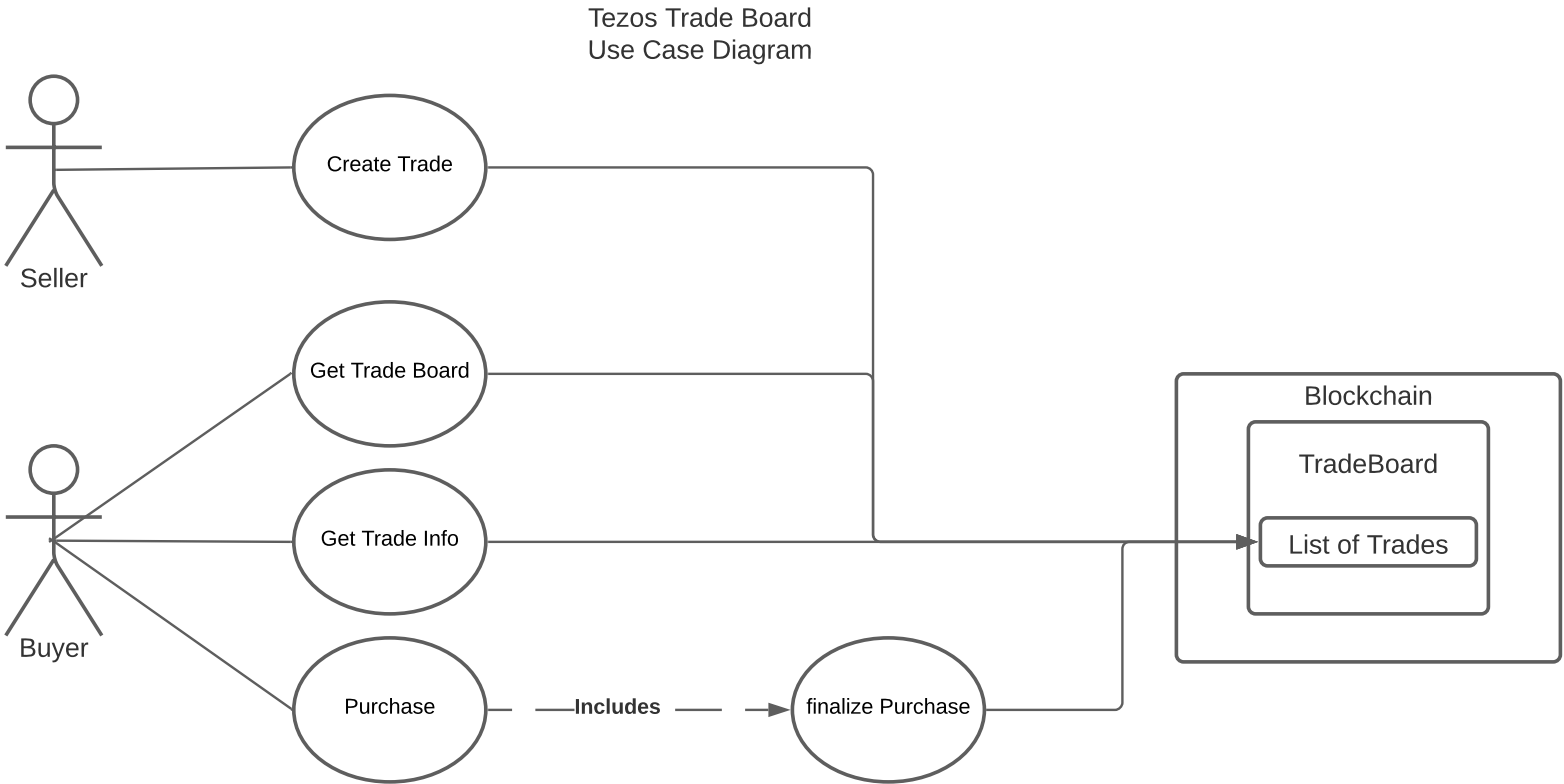 Tezos Trade Board
Use Case Diagram
Create Trade
Seller
Get Trade Board
Blockchain
TradeBoard
Get Trade Info
List of Trades
Buyer
Purchase
Includes
finalize Purchase